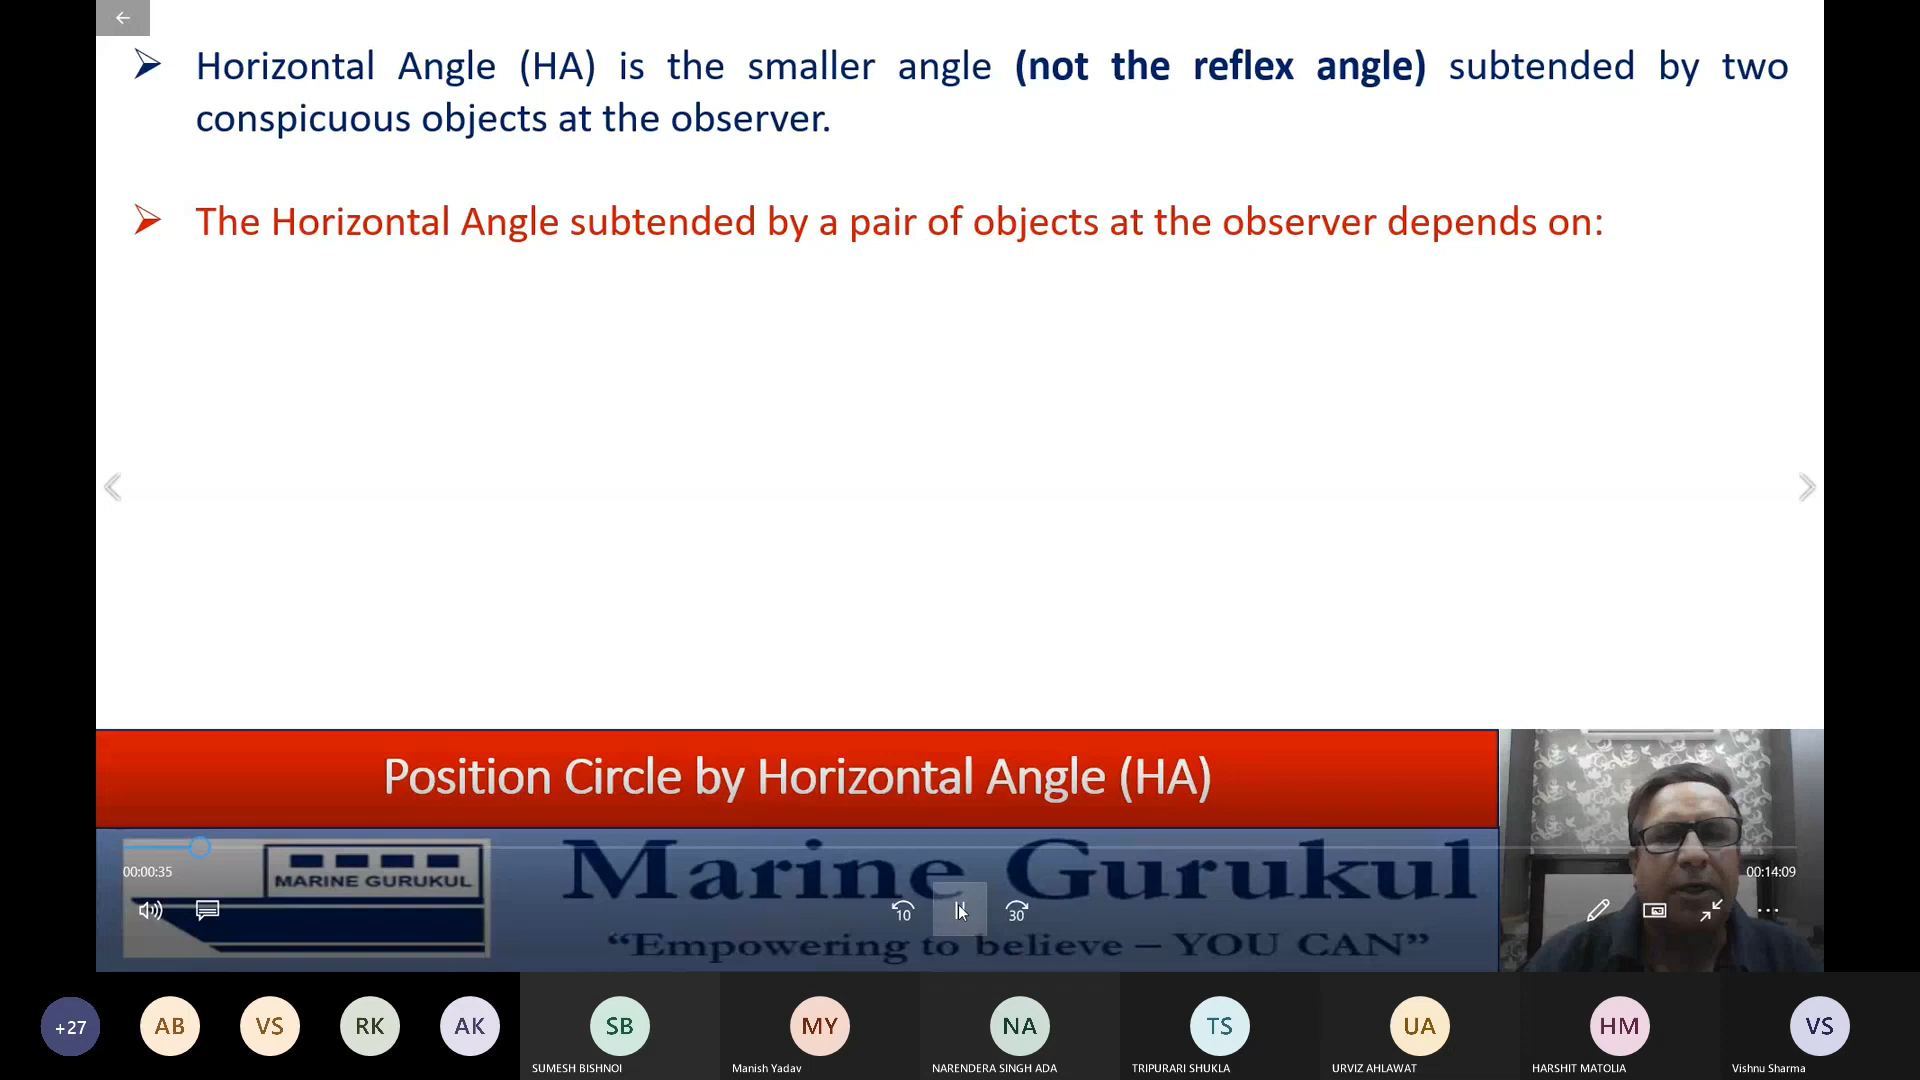 Horizontal Angle (HA) is the smaller angle (not the reflex angle) subtended by two
conspicuous objects at the observer.
The Horizontal Angle subtended by a pair of objects at the observer depends on:
Position Circle by Horizontal Angle (HA)
MARINE GURUKUL
Marine Gurukul
“Empowering to believe – YOU CAN”
00:00:35
00:14:09
10
30
+27
AB
VS
RK
AK
SB
MY
NA
TS
UA
HM
VS
SUMESH BISHNOI
Manish Yadav
NARENDERA SINGH ADA
TRIPURARI SHUKLA
URVIZ AHLAWAT
HARSHIT MATOLIA
Vishnu Sharma